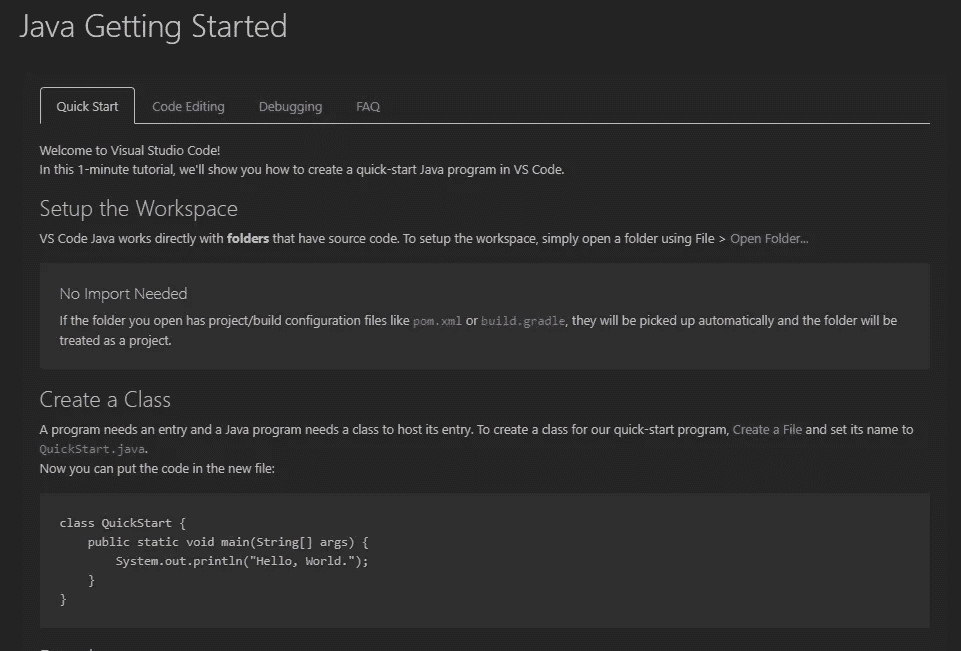 Java Getting Started
Quick Start Code Editing Debugging FAQ
Welcome to Visual Studio Code!
In this 1-minute tutorial, we'll show you how to create a quick-start Java program in VS Code.
Setup the Workspace
VS Code Java works directly with folders that have source code. To setup the workspace, simply open a folder using File > Open Folder...
No Import Needed
If the folder you open has project/build configuration files like pom.xml or build.gradle, they will be picked up automatically and the folder will be
treated as a project.
Create a Class
A program needs an entry and a Java program needs a class to host its entry. To create a class for our quick-start program, Create a File and set its name to
QuickStart.java.
Now you can put the code in the new file:
class QuickStart {
    public static void main(String[] args) {
        System.out.println("Hello, World.");
    }
}